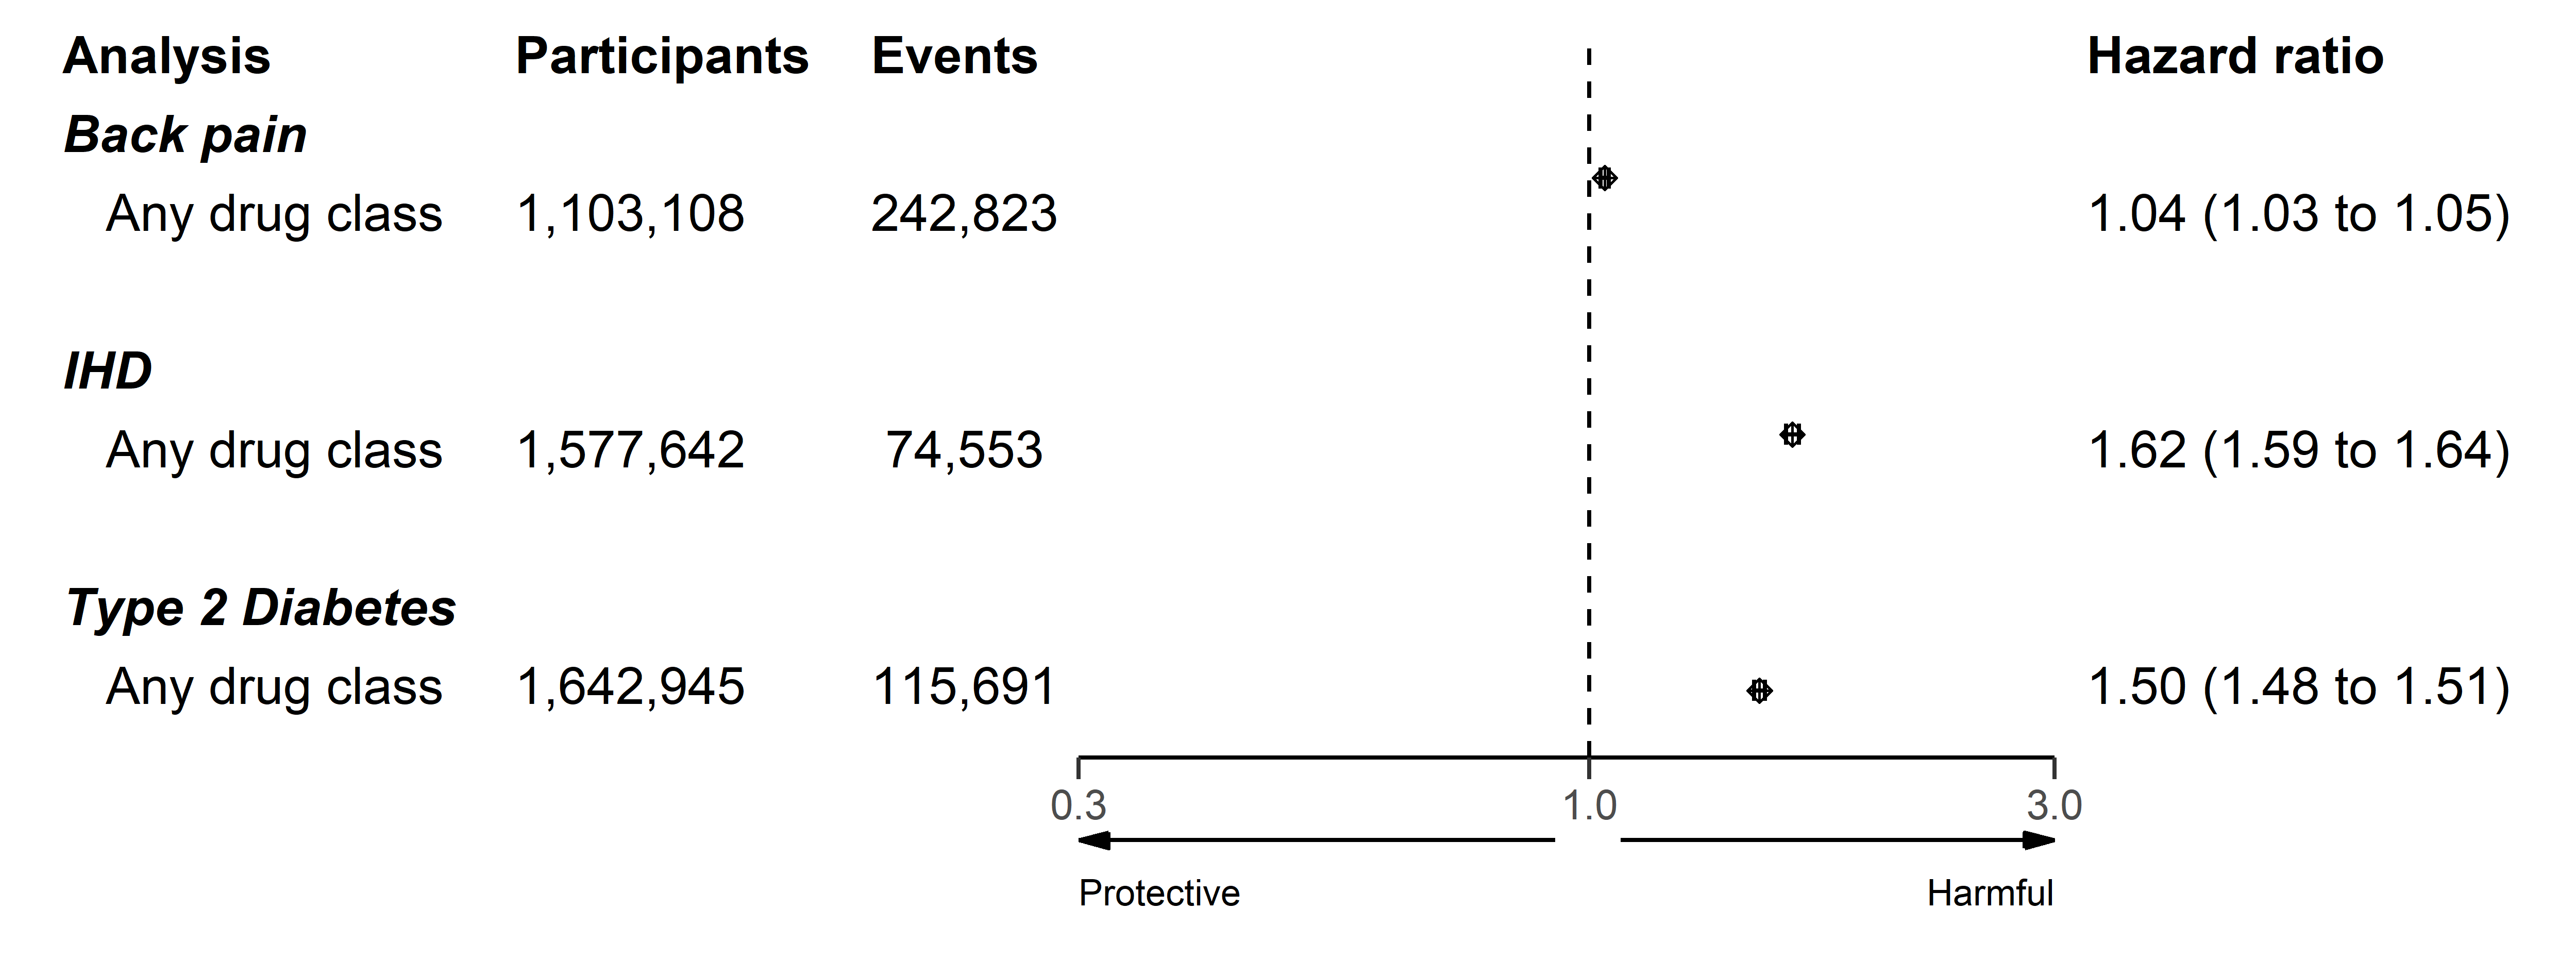 Analysis Participants Events Hazard ratio
Back pain
Any drug class 1,103,108 242,823 1.04 (1.03 to 1.05)
IHD
Any drug class 1,577,642 74,553 1.62 (1.59 to 1.64)
Type 2 Diabetes
Any drug class 1,642,945 115,691 1.50 (1.48 to 1.51)
0.3 1.0 3.0
Protective Harmful